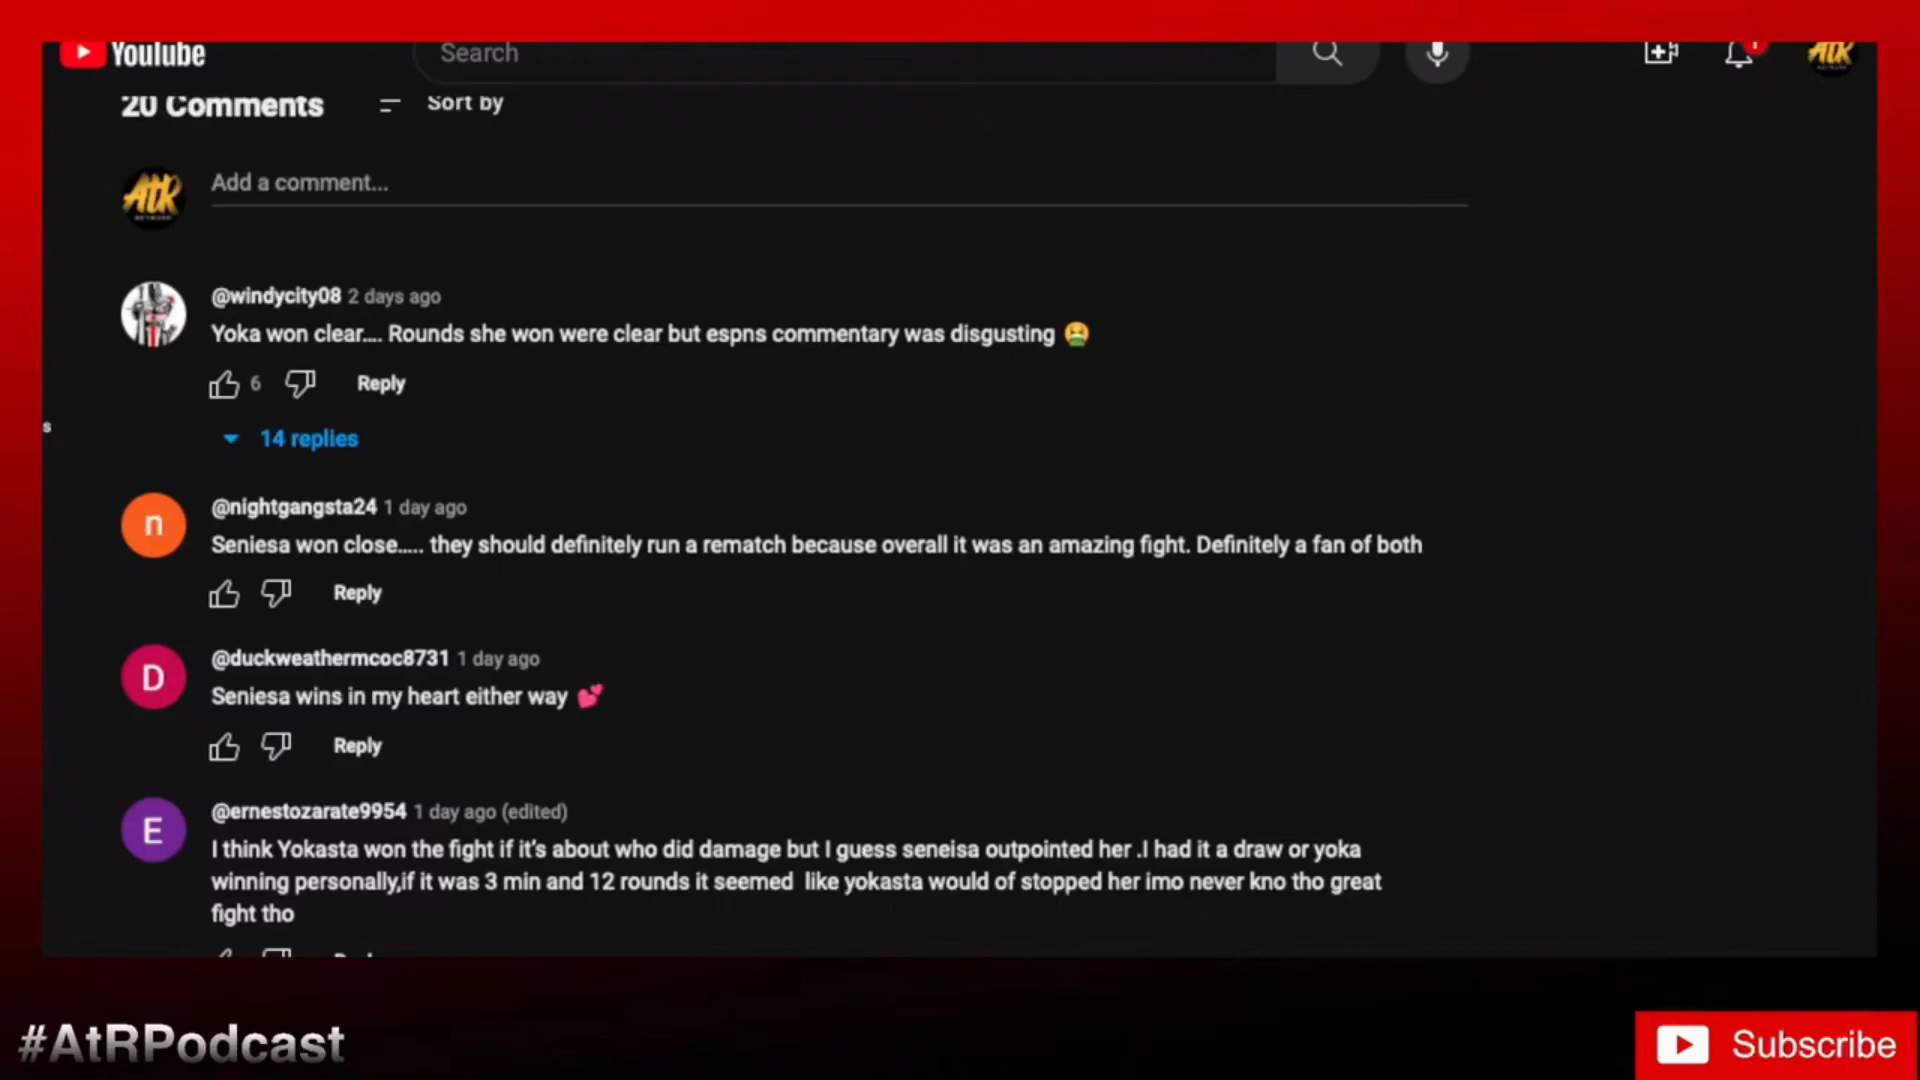 YouTube
Search
20 Comments
Sort by
AtR
Add a comment...
@windycity08 2 days ago
Yoka won clear.... Rounds she won were clear but espns commentary was disgusting 🤮
6
Reply
s
14 replies
n
@nightgangsta24 1 day ago
Seniesa won close..... they should definitely run a rematch because overall it was an amazing fight. Definitely a fan of both
Reply
D
@duckweathermcoc8731 1 day ago
Seniesa wins in my heart either way 💕
Reply
E
@ernestozarate9954 1 day ago (edited)
I think Yokasta won the fight if it's about who did damage but I guess seneisa outpointed her .I had it a draw or yoka
winning personally,if it was 3 min and 12 rounds it seemed  like yokasta would of stopped her imo never kno tho great
fight tho
#AtRPodcast
Subscribe